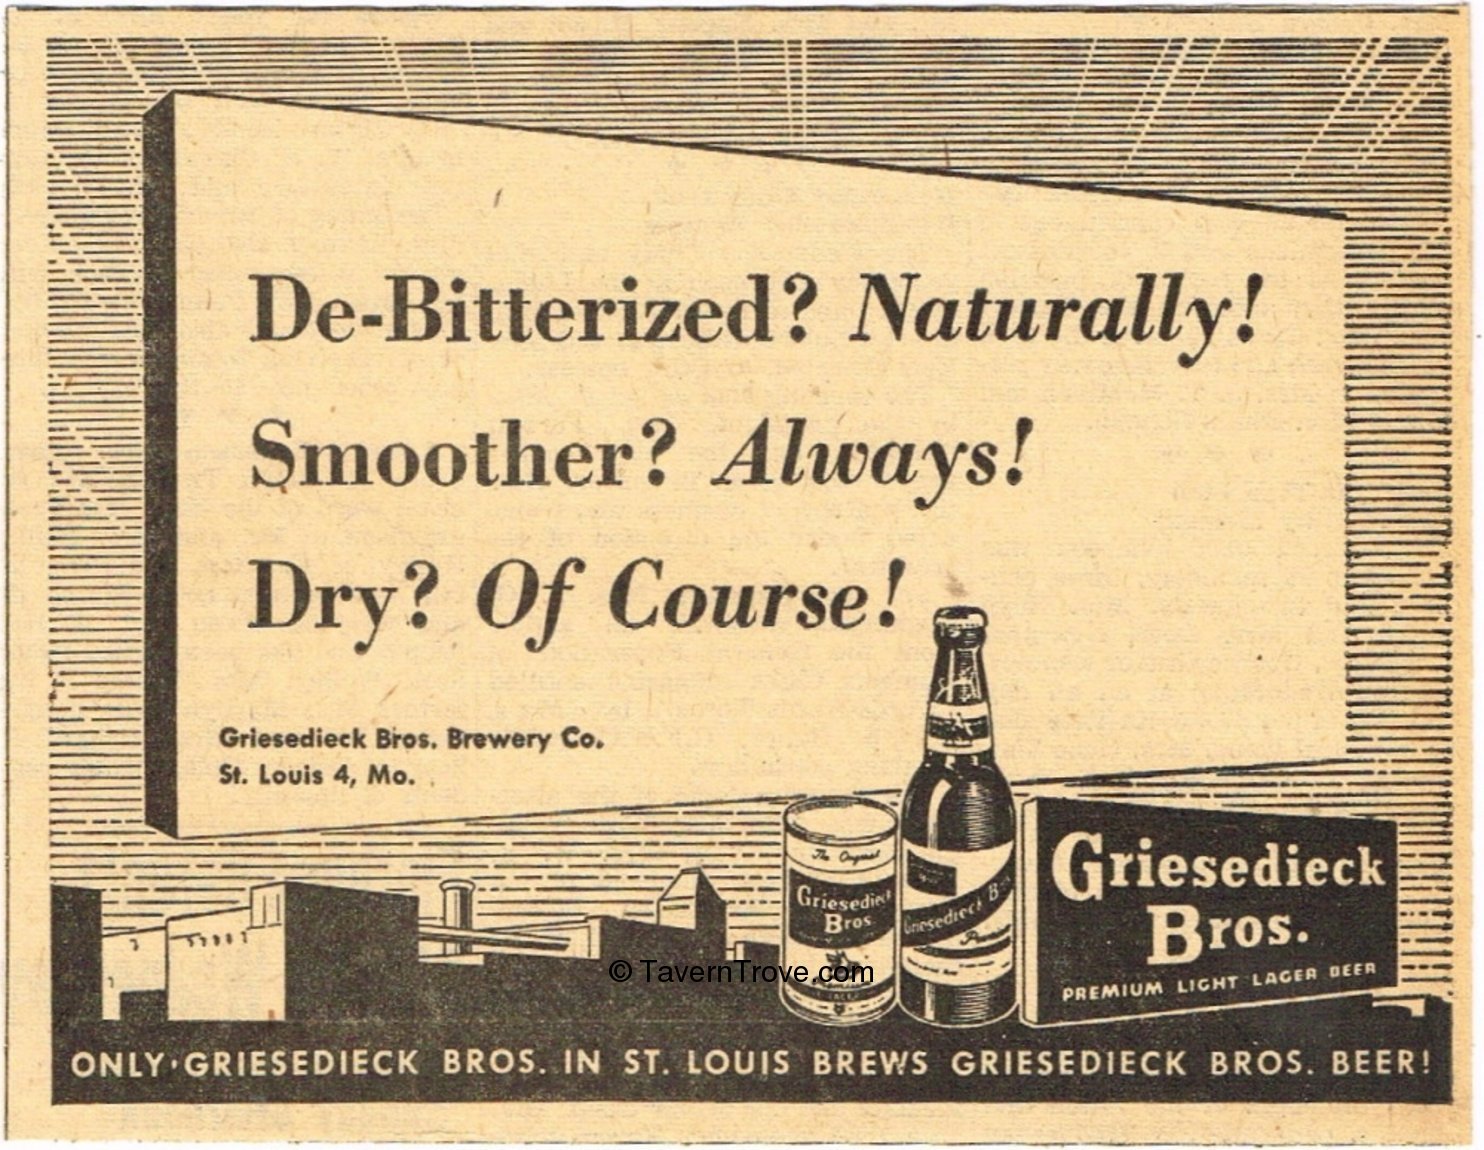 De-Bitterized? Naturally!
Smoother? Always!
Dry? Of Course!
Griesedieck Bros. Brewery Co.
St. Louis 4, Mo.
The Original
Griesedieck
Bros.
Griesedieck B
Griesedieck
Bros.
PREMIUM LIGHT LAGER BEER
© TavernTrove.com
ONLY·GRIESEDIECK BROS. IN ST. LOUIS BREWS GRIESEDIECK BROS. BEER!